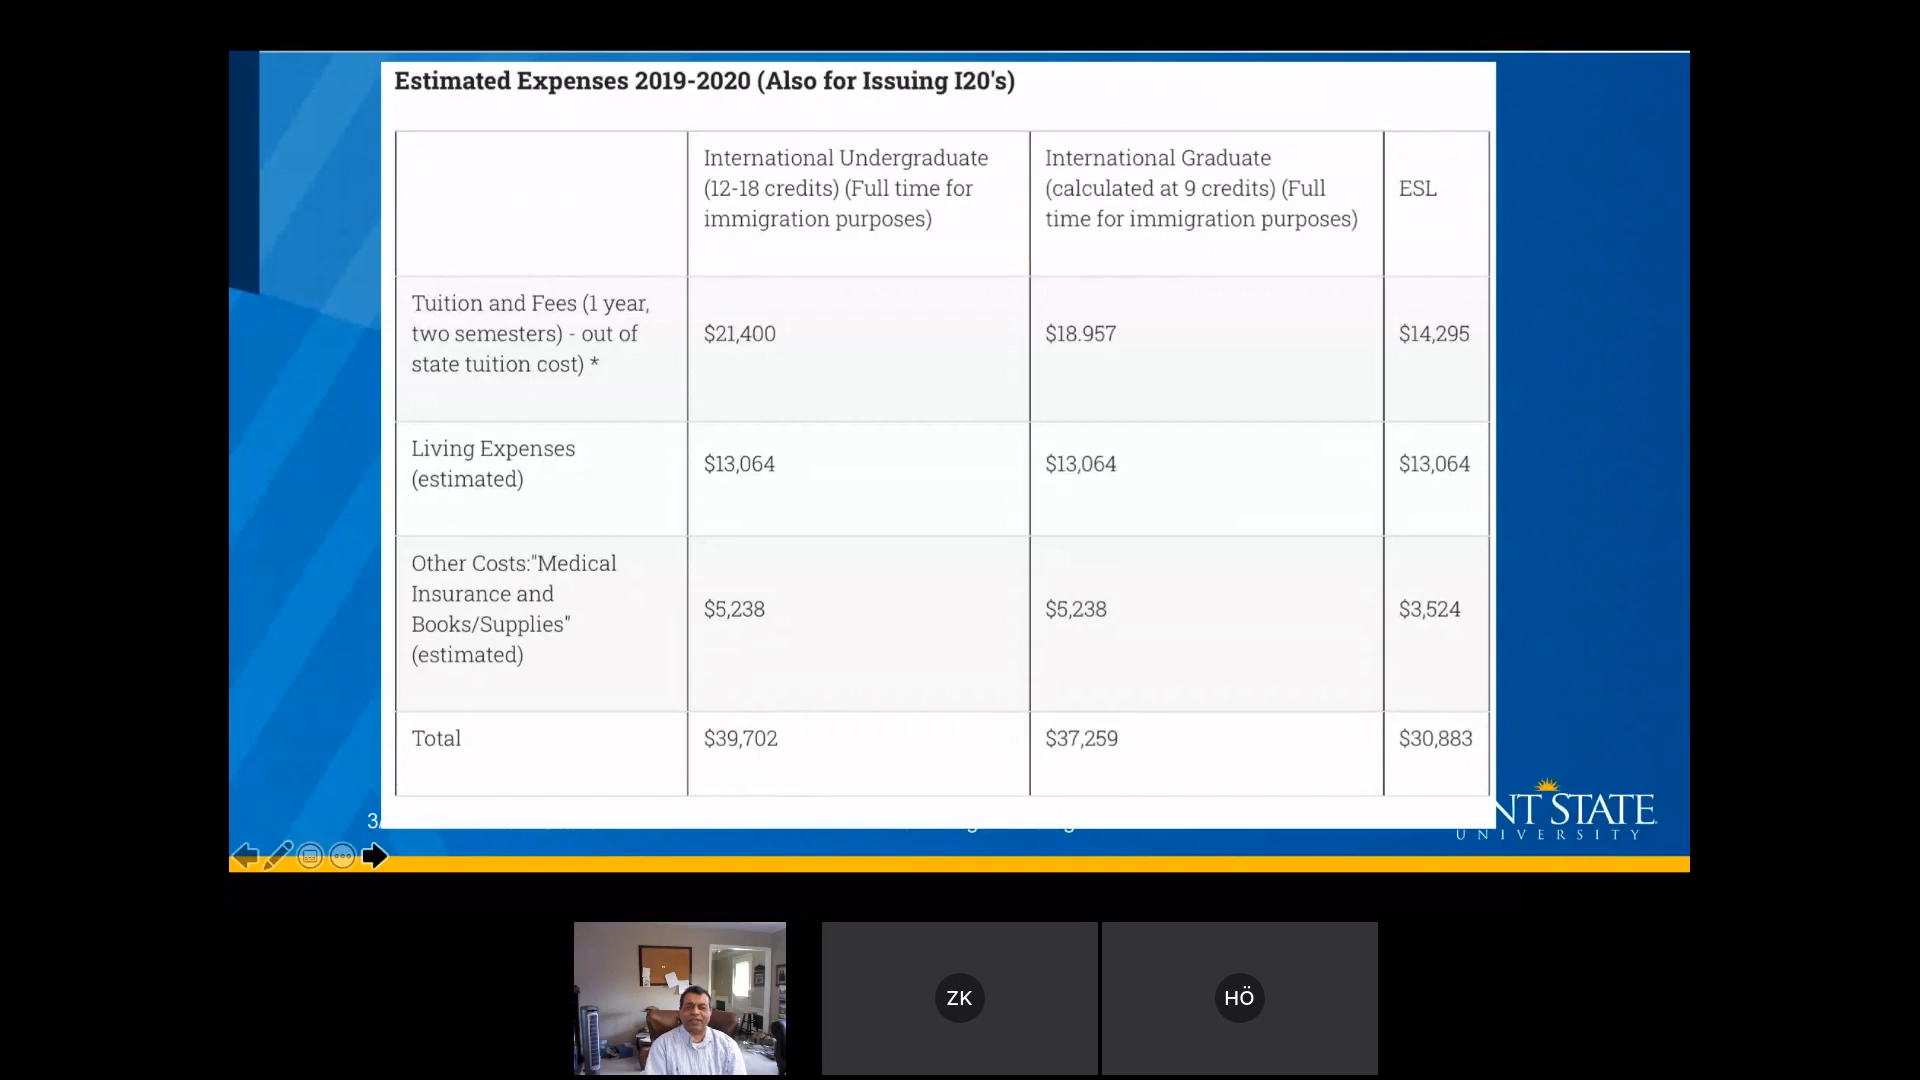 Estimated Expenses 2019-2020 (Also for Issuing I20's)
International Undergraduate
(12-18 credits) (Full time for
immigration purposes)
International Graduate
(calculated at 9 credits) (Full
time for immigration purposes)
ESL
Tuition and Fees (1 year,
two semesters) - out of
state tuition cost) *
$21,400
$18.957
$14,295
Living Expenses
(estimated)
$13,064
$13,064
$13,064
Other Costs:"Medical
Insurance and
Books/Supplies"
(estimated)
$5,238
$5,238
$3,524
Total
$39,702
$37,259
$30,883
3/
NT STATE
UNIVERSITY
ZK
HÖ